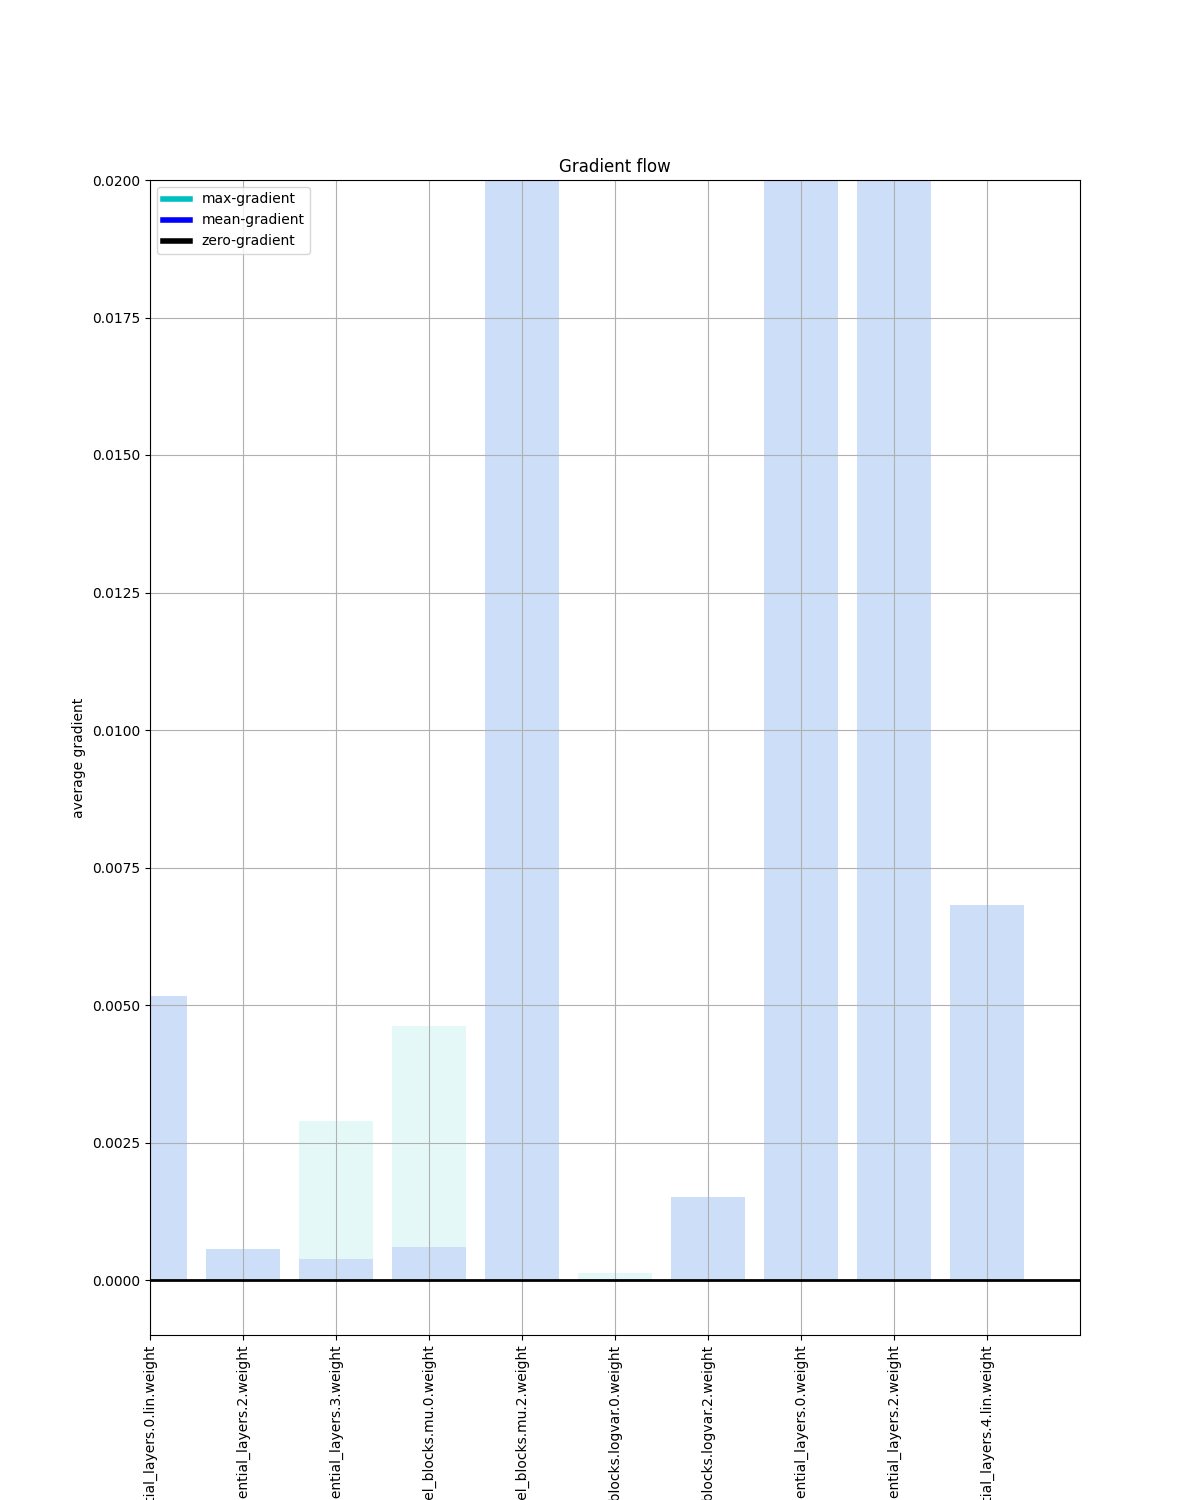 Gradient flow
max-gradient
mean-gradient
zero-gradient
average gradient
0.0200
0.0175
0.0150
0.0125
0.0100
0.0075
0.0050
0.0025
0.0000
tial_layers.0.lin.weight
ential_layers.2.weight
ential_layers.3.weight
el_blocks.mu.0.weight
el_blocks.mu.2.weight
blocks.logvar.0.weight
blocks.logvar.2.weight
ential_layers.0.weight
ential_layers.2.weight
tial_layers.4.lin.weight